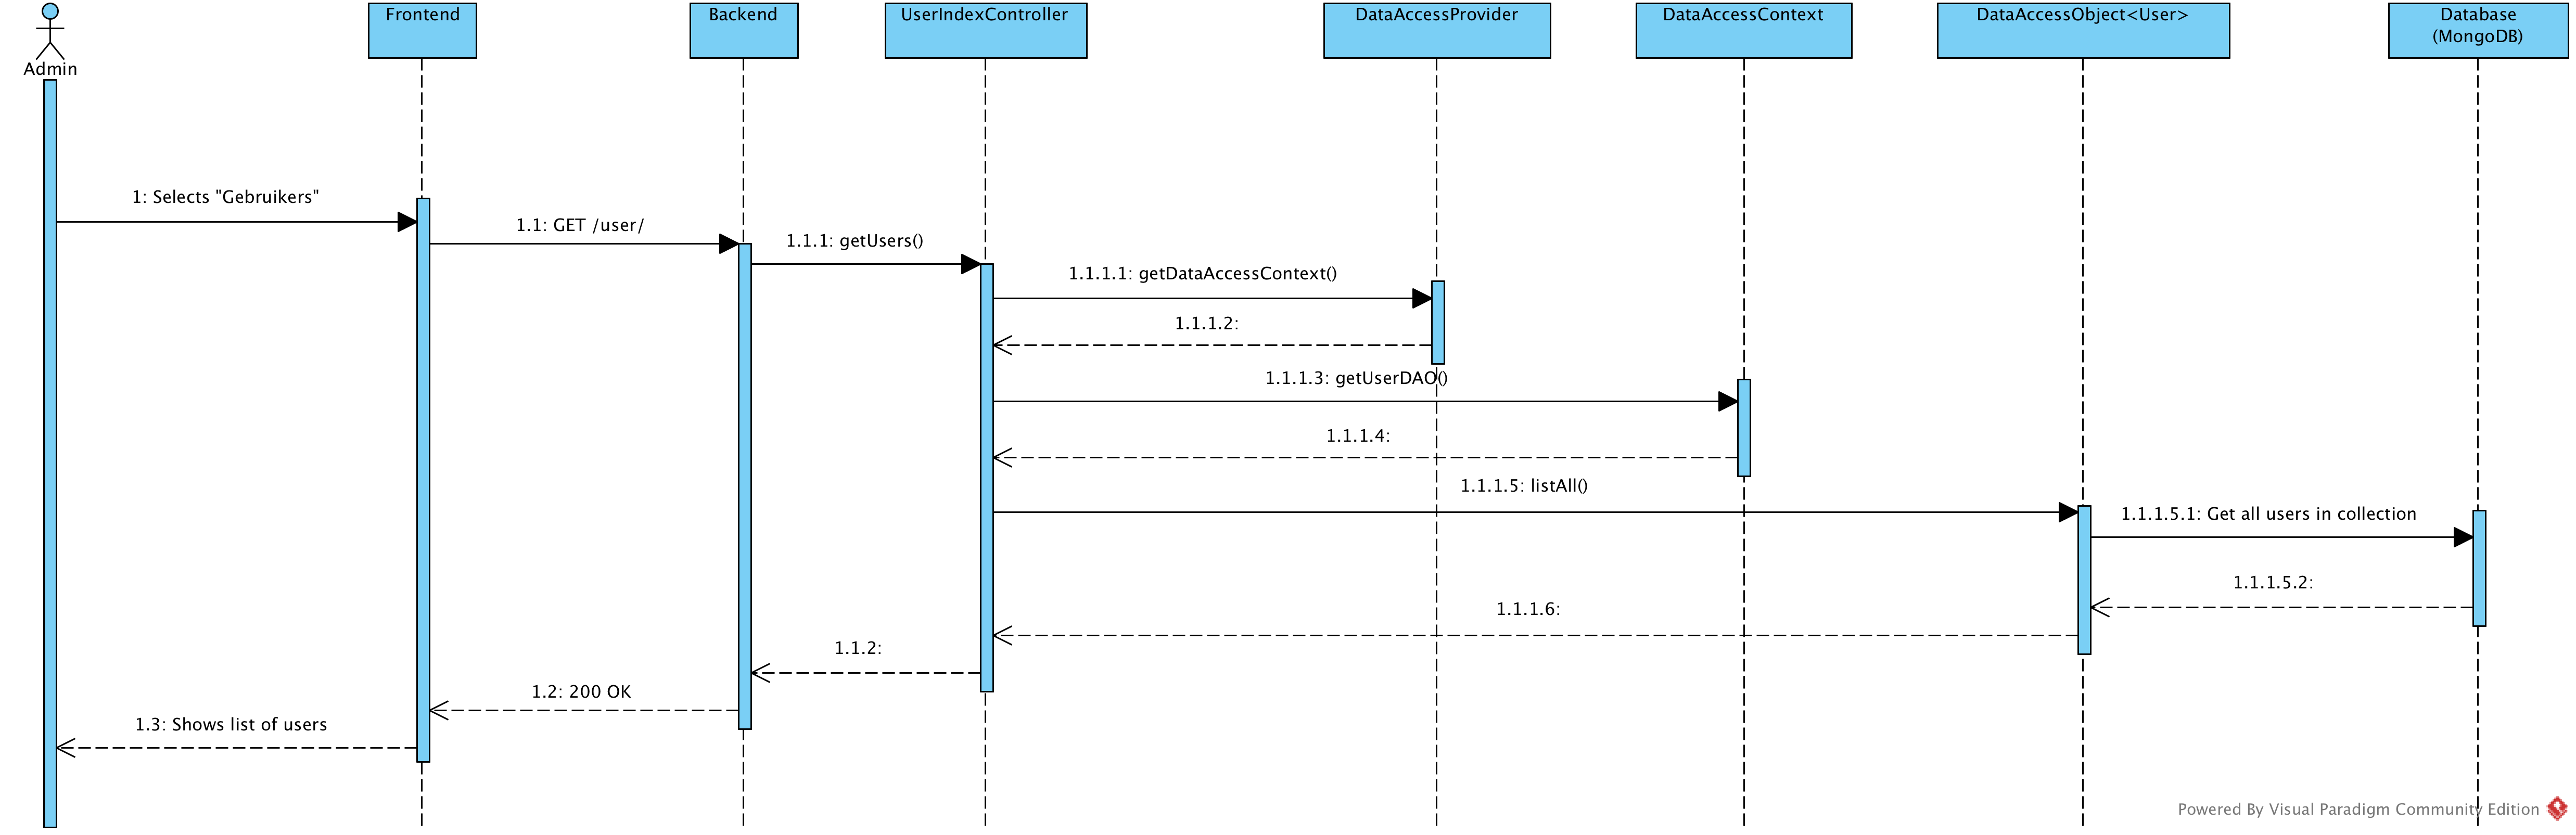 Admin
Frontend
Backend
UserIndexController
DataAccessProvider
DataAccessContext
DataAccessObject<User>
Database
(MongoDB)
1: Selects "Gebruikers"
1.1: GET /user/
1.1.1: getUsers()
1.1.1.1: getDataAccessContext()
1.1.1.2:
1.1.1.3: getUserDAO()
1.1.1.4:
1.1.1.5: listAll()
1.1.1.5.1: Get all users in collection
1.1.1.5.2:
1.1.1.6:
1.1.2:
1.2: 200 OK
1.3: Shows list of users
Powered By Visual Paradigm Community Edition